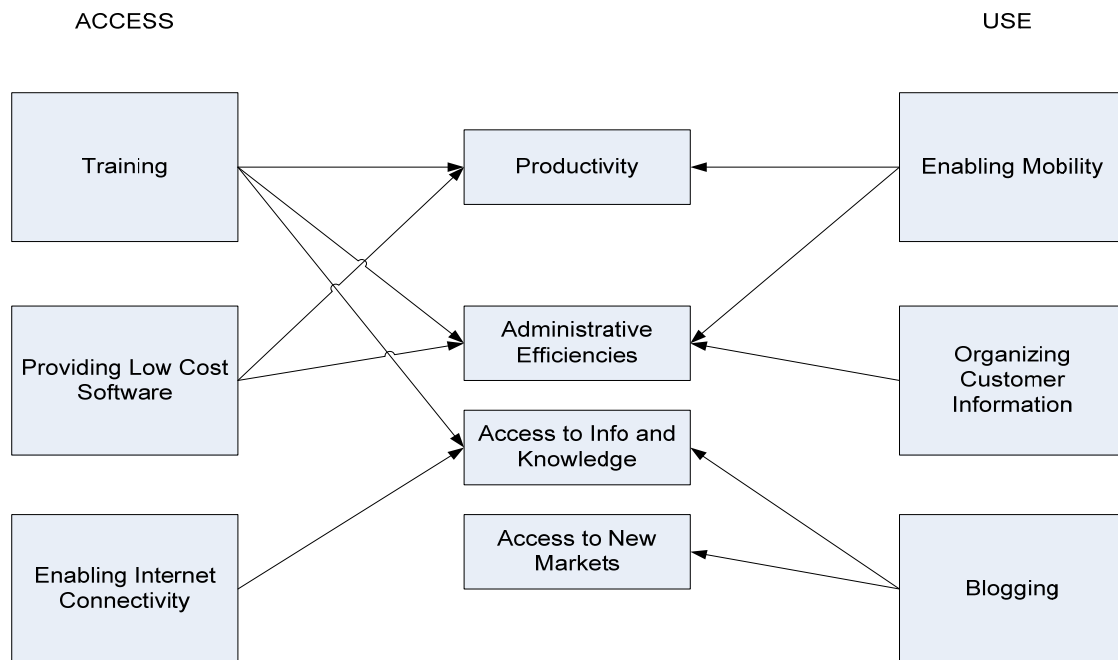 ACCESS
USE
Training
Productivity
Enabling Mobility
Providing Low Cost
Software
Administrative
Efficiencies
Organizing
Customer
Information
Access to Info and
Knowledge
Enabling Internet
Connectivity
Access to New
Markets
Blogging